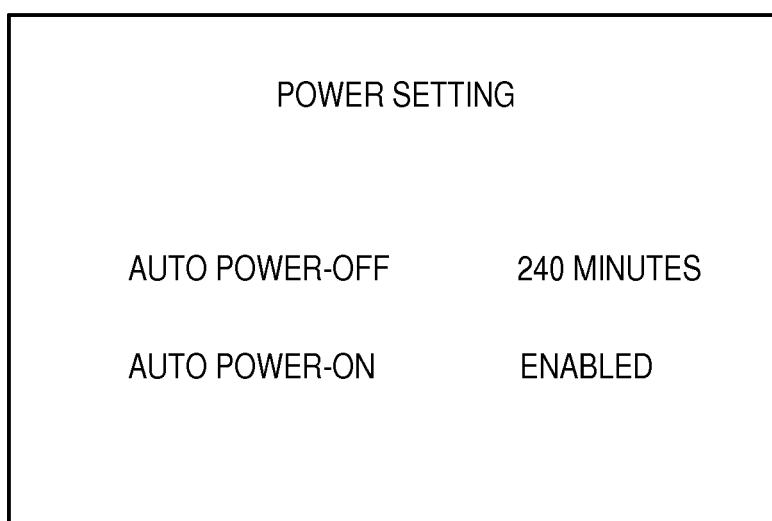 POWER SETTING
AUTO POWER-OFF 240 MINUTES
AUTO POWER-ON ENABLED